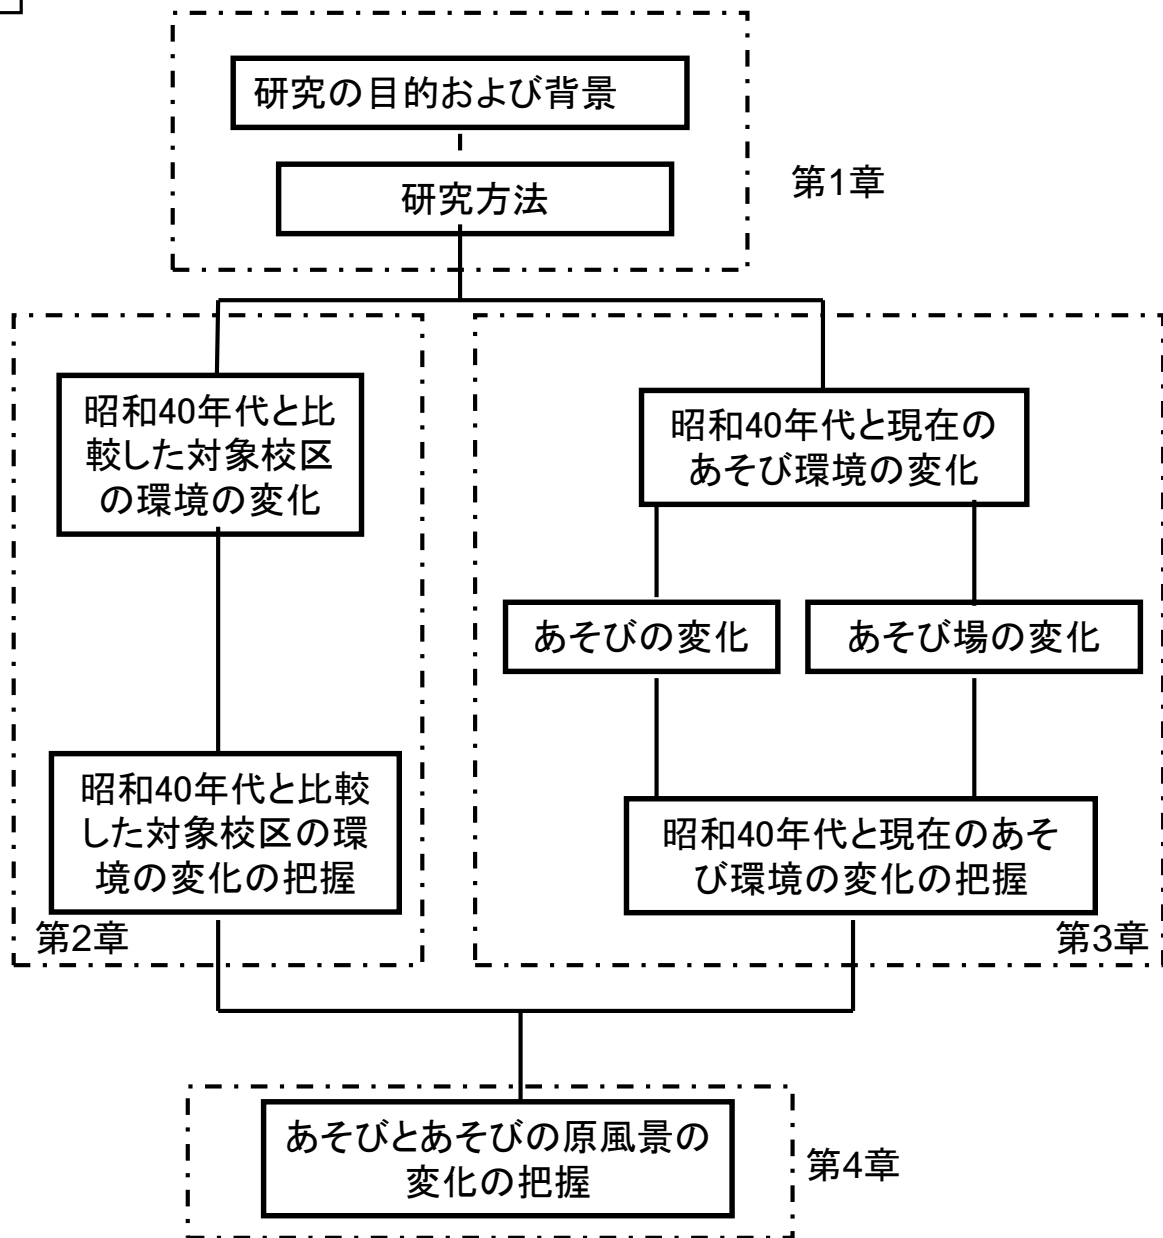 研究の目的および背景
研究方法
第1章
昭和40年代と比
較した対象校区
の環境の変化
昭和40年代と比較
した対象校区の環
境の変化の把握
第2章
昭和40年代と現在の
あそび環境の変化
あそびの変化
あそび場の変化
昭和40年代と現在のあそ
び環境の変化の把握
第3章
あそびとあそびの原風景の
変化の把握
第4章